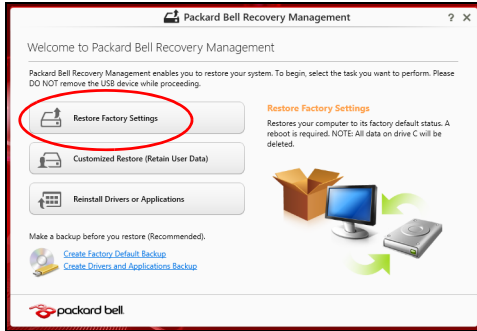 Packard Bell Recovery Management
? X
Welcome to Packard Bell Recovery Management
Packard Bell Recovery Management enables you to restore your system. To begin, select the task you want to perform. Please
DO NOT remove the USB device while proceeding.
Restore Factory Settings
Customized Restore (Retain User Data)
Reinstall Drivers or Applications
Restore Factory Settings
Restores your computer to its factory default status. A
reboot is required. NOTE: All data on drive C will be
deleted.
Make a backup before you restore (Recommended).
Create Factory Default Backup
Create Drivers and Applications Backup
packard bell